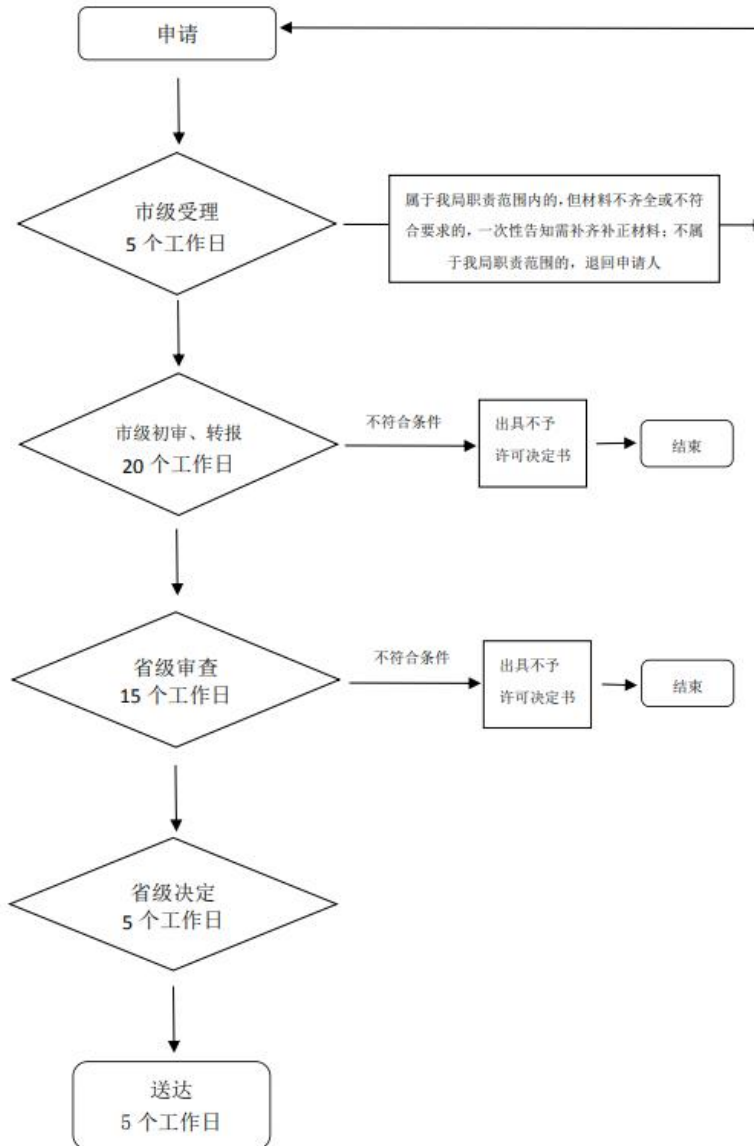 申请
市级受理
5 个工作日
属于我局职责范围内的，但材料不齐全或不符
合要求的，一次性告知需补齐补正材料；不属
于我局职责范围的，退回申请人
市级初审、转报
20 个工作日
不符合条件
出具不予
许可决定书
结束
省级审查
15 个工作日
不符合条件
出具不予
许可决定书
结束
省级决定
5 个工作日
送达
5 个工作日